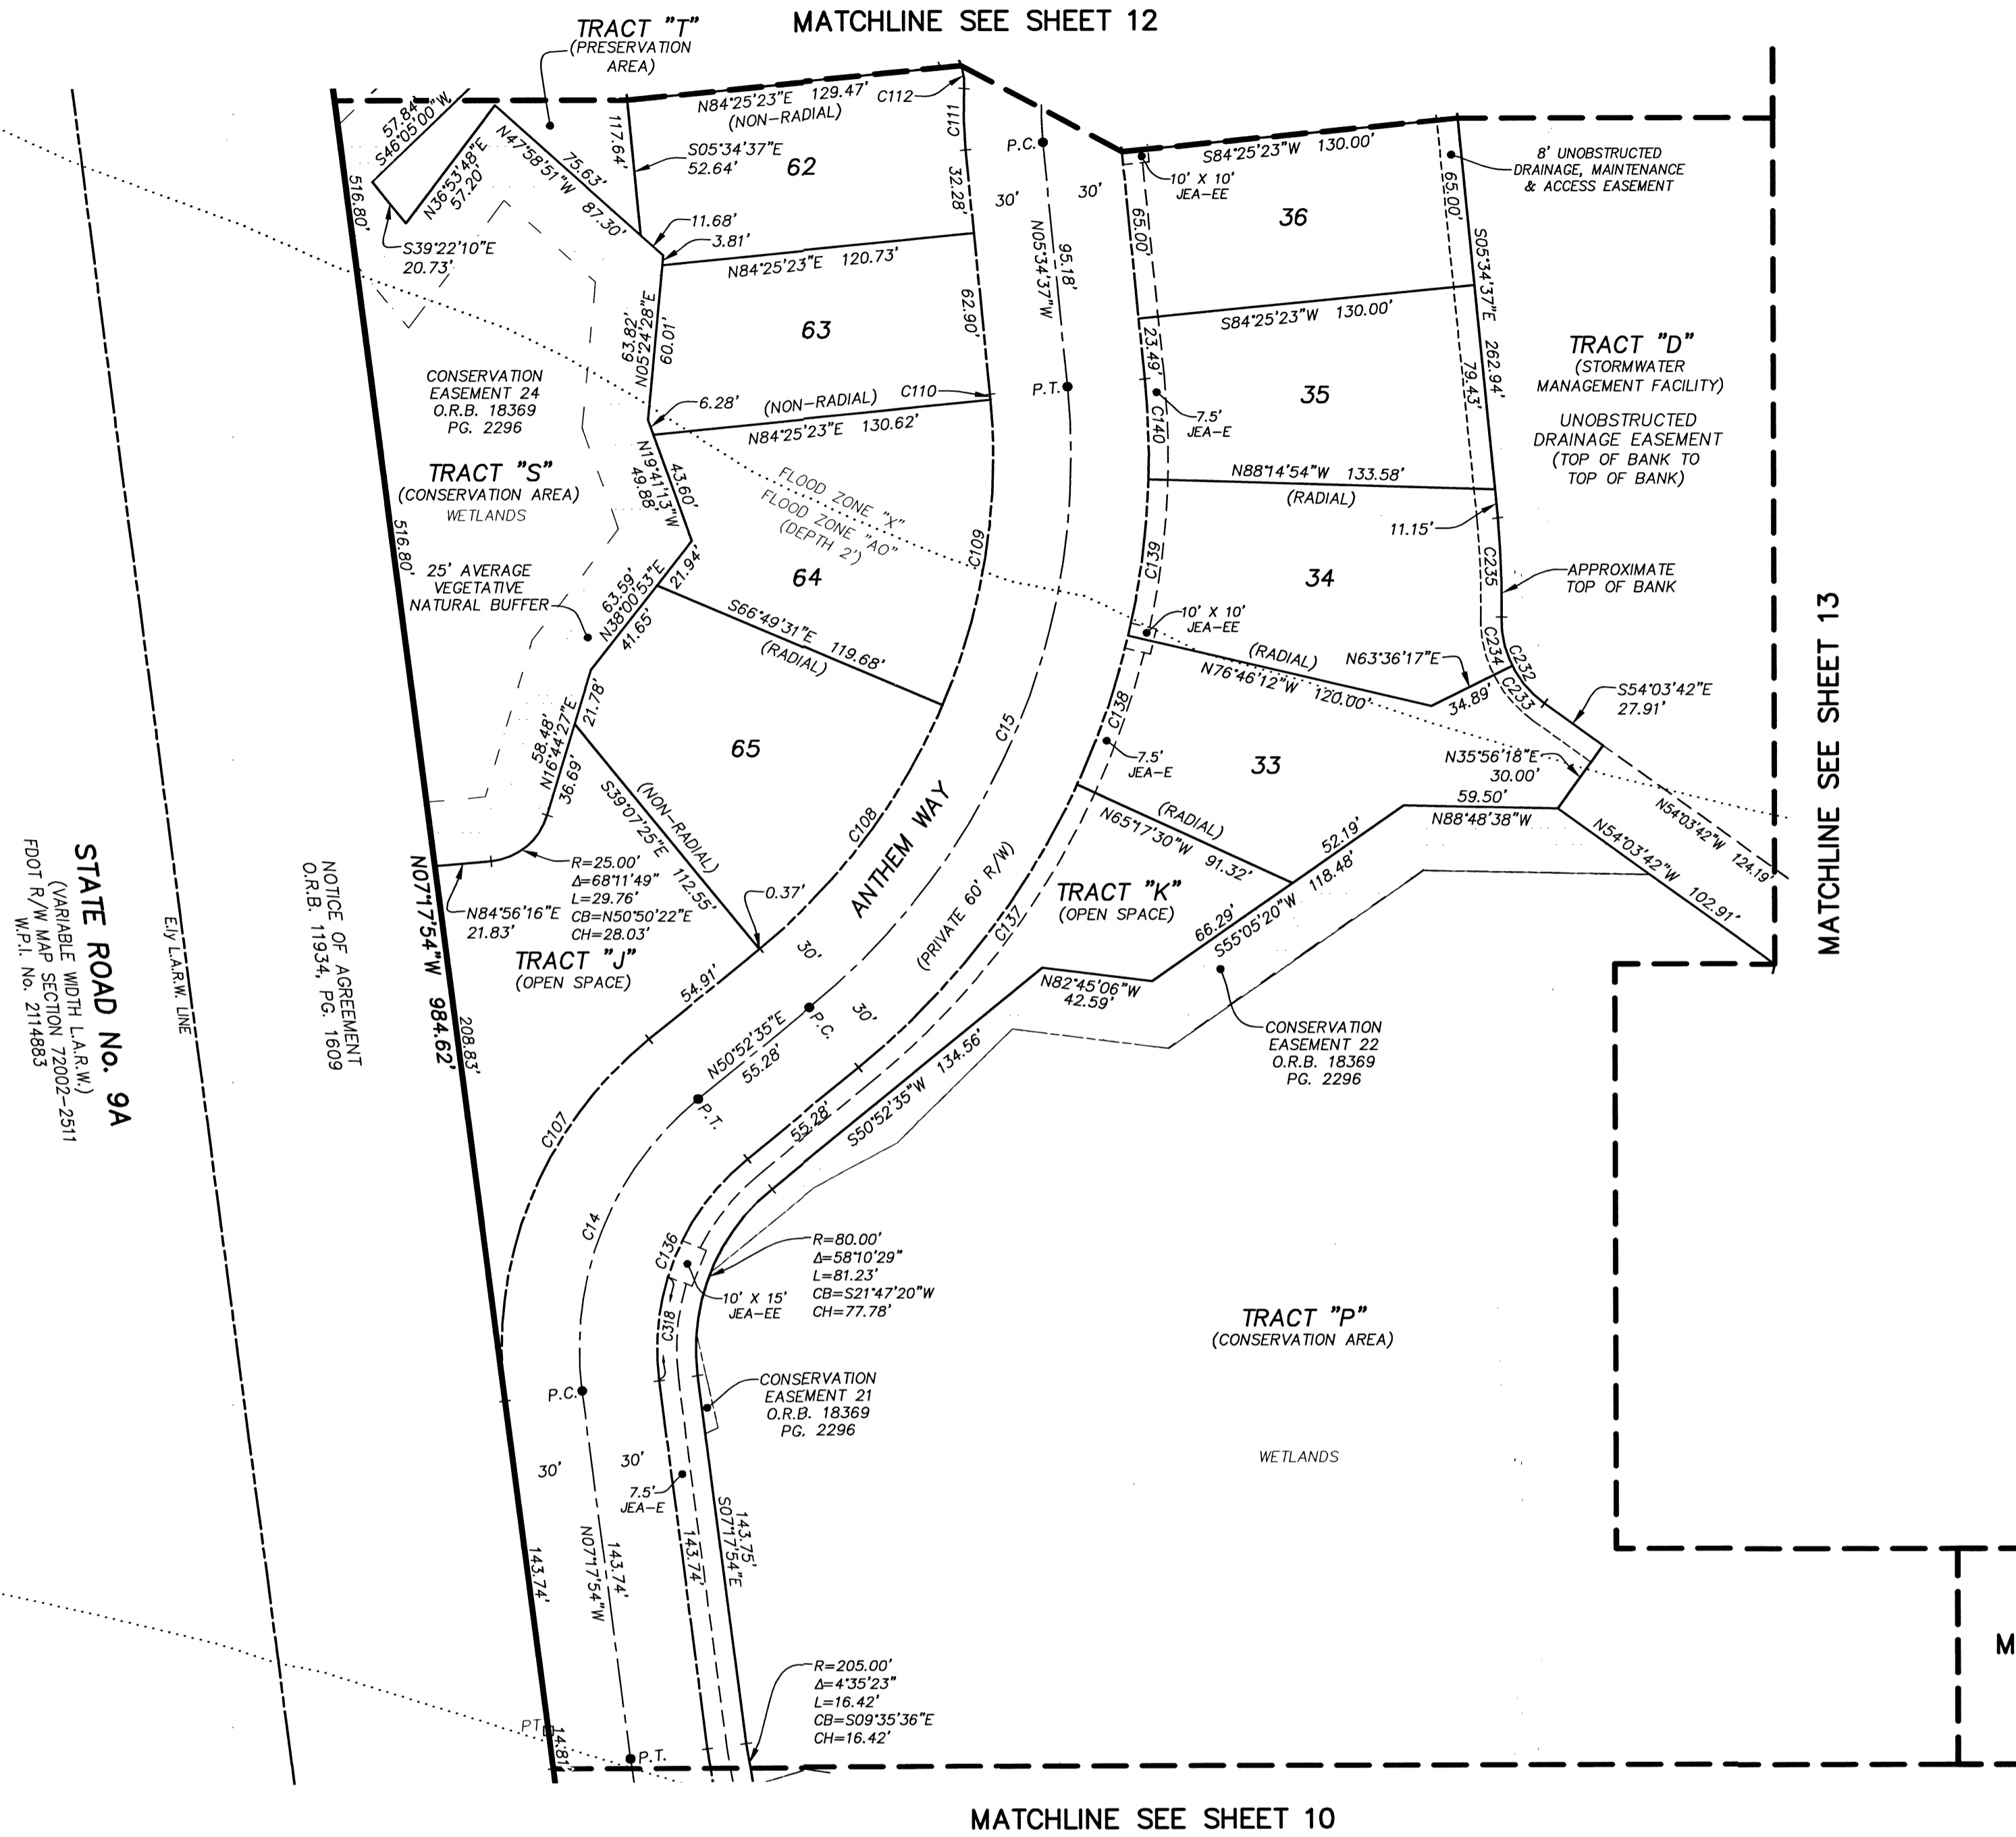 MATCHLINE SEE SHEET 12
TRACT "T"
(PRESERVATION
AREA)
57.84'
S46°05'00"W
N36°53'48"E
57.20'
N47°58'51"W
75.63'
87.30'
S39°22'10"E
20.73'
516.80'
117.64'
S05°34'37"E
52.64'
N84°25'23"E 129.47'
(NON-RADIAL)
C112
C111
32.28'
62
11.68'
3.81'
N84°25'23"E 120.73'
62.90'
63
63.82'
N05°24'28"E
60.01'
6.28'
(NON-RADIAL)
C110
N84°25'23"E 130.62'
P.C.
30'
30'
N05°34'37"W
95.18'
P.T.
S84°25'23"W 130.00'
10' X 10'
JEA-EE
65.00'
36
65.00'
8' UNOBSTRUCTED
DRAINAGE, MAINTENANCE
& ACCESS EASEMENT
S05°34'37"E 262.94'
S84°25'23"W 130.00'
23.49'
35
79.43'
7.5'
JEA-E
C140
N88°14'54"W 133.58'
(RADIAL)
11.15'
TRACT "D"
(STORMWATER
MANAGEMENT FACILITY)
UNOBSTRUCTED
DRAINAGE EASEMENT
(TOP OF BANK TO
TOP OF BANK)
APPROXIMATE
TOP OF BANK
MATCHLINE SEE SHEET 13
CONSERVATION
EASEMENT 24
O.R.B. 18369
PG. 2296
TRACT "S"
(CONSERVATION AREA)
WETLANDS
516.80'
25' AVERAGE
VEGETATIVE
NATURAL BUFFER
N19°41'13"W
49.88'
43.60'
FLOOD ZONE "X"
FLOOD ZONE "AO"
(DEPTH 2')
64
C109
63.59'
N38°00'53"E
21.94'
41.65'
S66°49'31"E 119.68'
(RADIAL)
C139
34
10' X 10'
JEA-EE
C235
C234
C232
C233
(RADIAL)
N76°46'12"W 120.00'
N63°36'17"E
34.89'
S54°03'42"E
27.91'
N35°56'18"E
30.00'
59.50'
N88°48'38"W
N54°03'42"W 124.19'
N54°03'42"W 102.91'
21.78'
58.48'
N16°44'27"E
36.69'
65
C15
C138
7.5'
JEA-E
33
(RADIAL)
N65°17'30"W 91.32'
52.19'
118.48'
66.29'
S55°05'20"W
(NON-RADIAL)
S39°07'25"E 112.55'
0.37'
C108
ANTHEM WAY
(PRIVATE 60' R/W)
C137
TRACT "K"
(OPEN SPACE)
N82°45'06"W
42.59'
R=25.00'
Δ=68°11'49"
L=29.76'
CB=N50°50'22"E
CH=28.03'
N84°56'16"E
21.83'
TRACT "J"
(OPEN SPACE)
STATE ROAD No. 9A
(VARIABLE WIDTH L.A.R.W.)
FDOT R/W MAP SECTION 72002-2511
W.P.I. No. 2114883
E.ly L.A.R.W. LINE
NOTICE OF AGREEMENT
O.R.B. 11934, PG. 1609
N07°17'54"W 984.62'
208.83'
54.91'
30'
30'
P.C.
N50°52'35"E
55.28'
P.T.
55.28'
S50°52'35"W 134.56'
CONSERVATION
EASEMENT 22
O.R.B. 18369
PG. 2296
C107
C14
C136
C318
R=80.00'
Δ=58°10'29"
L=81.23'
CB=S21°47'20"W
CH=77.78'
10' X 15'
JEA-EE
TRACT "P"
(CONSERVATION AREA)
WETLANDS
P.C.
CONSERVATION
EASEMENT 21
O.R.B. 18369
PG. 2296
30'
30'
7.5'
JEA-E
143.74'
N07°17'54"W
143.74'
143.74'
143.75'
S07°17'54"E
R=205.00'
Δ=4°35'23"
L=16.42'
CB=S09°35'36"E
CH=16.42'
PT
14.81'
P.T.
M
MATCHLINE SEE SHEET 10